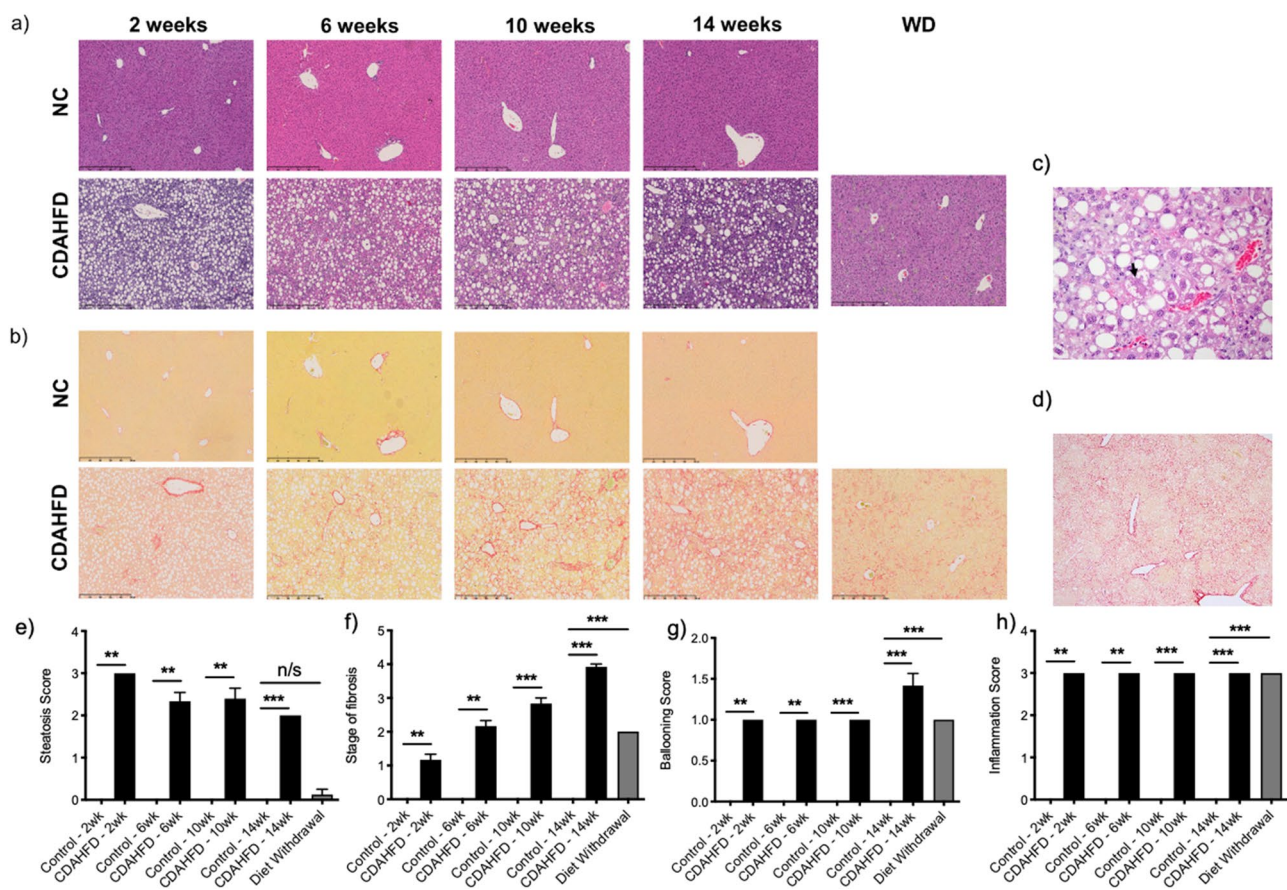 a)
2 weeks
6 weeks
10 weeks
14 weeks
WD
NC
CDAHFD
c)
b)
NC
CDAHFD
d)
e)
Steatosis Score
4
3
2
1
0
** ** ** *** n/s
Control - 2wk
CDAHFD - 2wk
Control - 6wk
CDAHFD - 6wk
Control - 10wk
CDAHFD - 10wk
Control - 14wk
CDAHFD - 14wk
Diet Withdrawal
f)
Stage of fibrosis
5
4
3
2
1
0
** ** *** *** ***
Control - 2wk
CDAHFD - 2wk
Control - 6wk
CDAHFD - 6wk
Control - 10wk
CDAHFD - 10wk
Control - 14wk
CDAHFD - 14wk
Diet Withdrawal
g)
Ballooning Score
2.0
1.5
1.0
0.5
0.0
** ** *** *** ***
Control - 2wk
CDAHFD - 2wk
Control - 6wk
CDAHFD - 6wk
Control - 10wk
CDAHFD - 10wk
Control - 14wk
CDAHFD - 14wk
Diet Withdrawal
h)
Inflammation Score
4
3
2
1
0
** ** *** *** ***
Control - 2wk
CDAHFD - 2wk
Control - 6wk
CDAHFD - 6wk
Control - 10wk
CDAHFD - 10wk
Control - 14wk
CDAHFD - 14wk
Diet Withdrawal